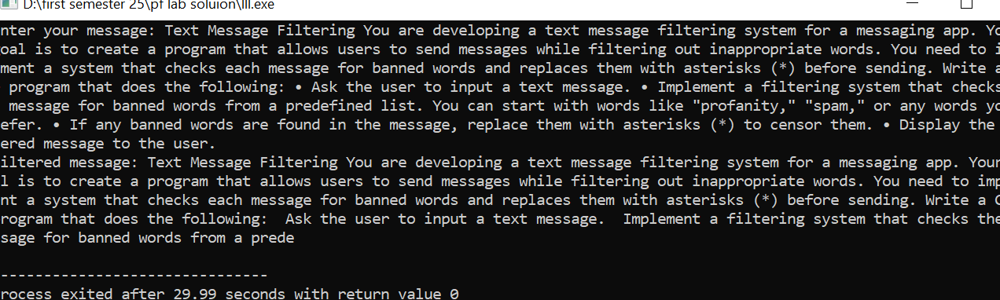 D:\first semester 25\pf lab soluion\lll.exe
nter your message: Text Message Filtering You are developing a text message filtering system for a messaging app. Yo
oal is to create a program that allows users to send messages while filtering out inappropriate words. You need to i
ment a system that checks each message for banned words and replaces them with asterisks (*) before sending. Write a
program that does the following: • Ask the user to input a text message. • Implement a filtering system that checks
message for banned words from a predefined list. You can start with words like "profanity," "spam," or any words yo
efer. • If any banned words are found in the message, replace them with asterisks (*) to censor them. • Display the
ered message to the user.
iltered message: Text Message Filtering You are developing a text message filtering system for a messaging app. Your
l is to create a program that allows users to send messages while filtering out inappropriate words. You need to imp
nt a system that checks each message for banned words and replaces them with asterisks (*) before sending. Write a C
rogram that does the following:  Ask the user to input a text message.  Implement a filtering system that checks the
sage for banned words from a prede
-------------------------------
rocess exited after 29.99 seconds with return value 0